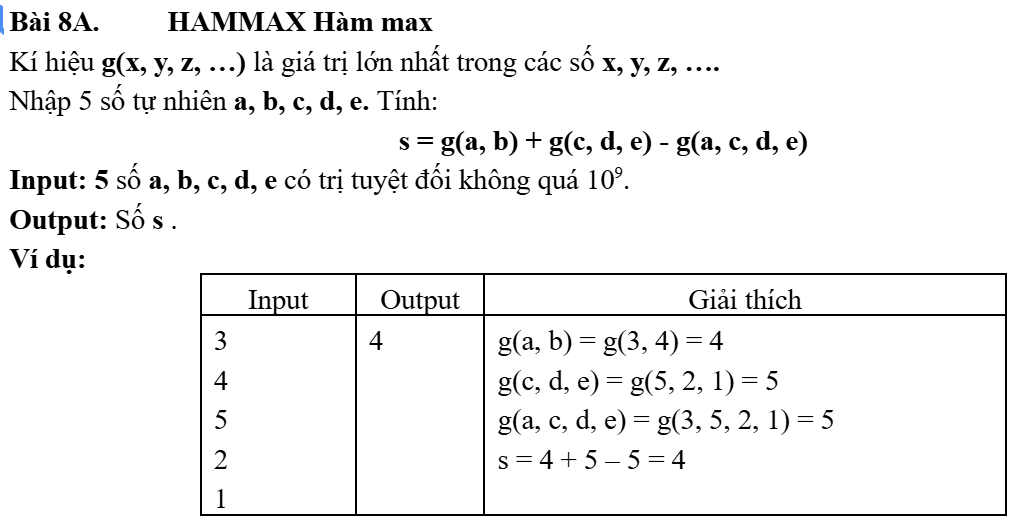 Bài 8A. HAMMAX Hàm max
Kí hiệu g(x, y, z, …) là giá trị lớn nhất trong các số x, y, z, ….
Nhập 5 số tự nhiên a, b, c, d, e. Tính:
s = g(a, b) + g(c, d, e) - g(a, c, d, e)
Input: 5 số a, b, c, d, e có trị tuyệt đối không quá 10⁹.
Output: Số s .
Ví dụ:
Input Output Giải thích
3 4 g(a, b) = g(3, 4) = 4
4 g(c, d, e) = g(5, 2, 1) = 5
5 g(a, c, d, e) = g(3, 5, 2, 1) = 5
2 s = 4 + 5 – 5 = 4
1